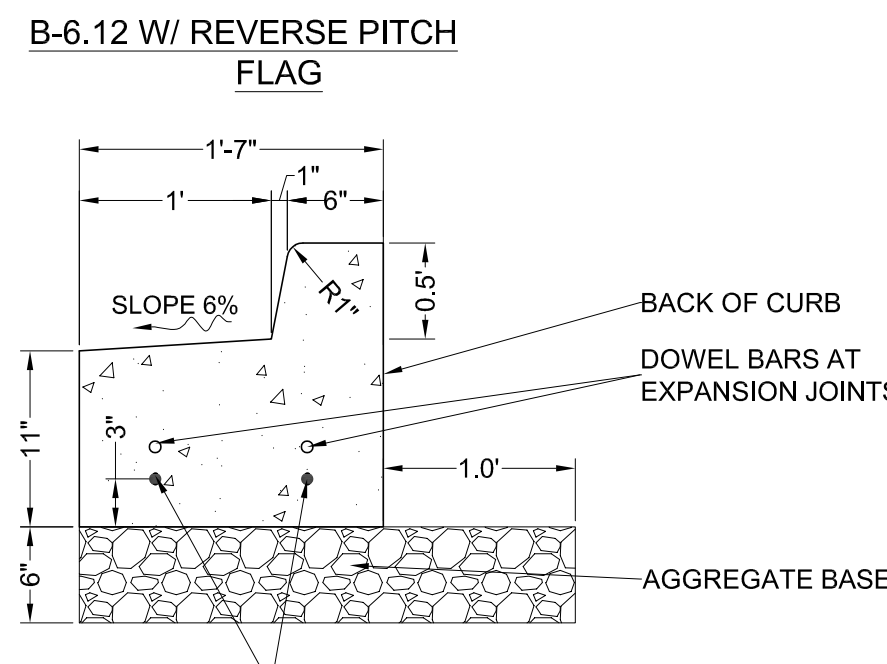 B-6.12 W/ REVERSE PITCH
FLAG
1'-7"
1"
1'
6"
SLOPE 6%
R1"
0.5'
BACK OF CURB
DOWEL BARS AT
EXPANSION JOINTS
3"
11"
1.0'
6"
AGGREGATE BASE